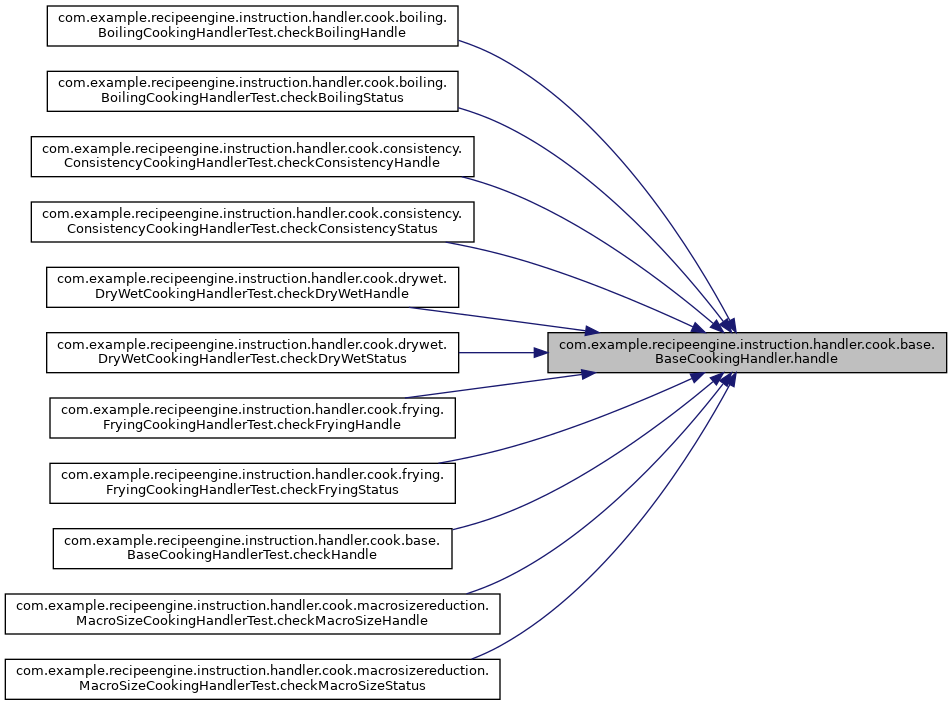 com.example.recipeengine.instruction.handler.cook.boiling.
BoilingCookingHandlerTest.checkBoilingHandle
com.example.recipeengine.instruction.handler.cook.boiling.
BoilingCookingHandlerTest.checkBoilingStatus
com.example.recipeengine.instruction.handler.cook.consistency.
ConsistencyCookingHandlerTest.checkConsistencyHandle
com.example.recipeengine.instruction.handler.cook.consistency.
ConsistencyCookingHandlerTest.checkConsistencyStatus
com.example.recipeengine.instruction.handler.cook.drywet.
DryWetCookingHandlerTest.checkDryWetHandle
com.example.recipeengine.instruction.handler.cook.drywet.
DryWetCookingHandlerTest.checkDryWetStatus
com.example.recipeengine.instruction.handler.cook.base.
BaseCookingHandler.handle
com.example.recipeengine.instruction.handler.cook.frying.
FryingCookingHandlerTest.checkFryingHandle
com.example.recipeengine.instruction.handler.cook.frying.
FryingCookingHandlerTest.checkFryingStatus
com.example.recipeengine.instruction.handler.cook.base.
BaseCookingHandlerTest.checkHandle
com.example.recipeengine.instruction.handler.cook.macrosizereduction.
MacroSizeCookingHandlerTest.checkMacroSizeHandle
com.example.recipeengine.instruction.handler.cook.macrosizereduction.
MacroSizeCookingHandlerTest.checkMacroSizeStatus